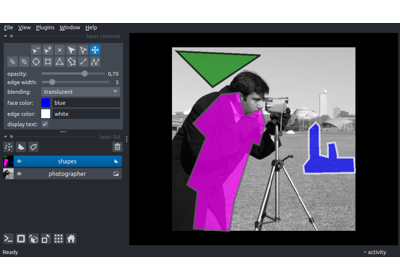 File View Plugins Window Help
layer controls
opacity: 0,70
edge width: 5
blending: translucent
face color: blue
edge color: white
display text: ✓
layer list
shapes
photographer
Ready
activity